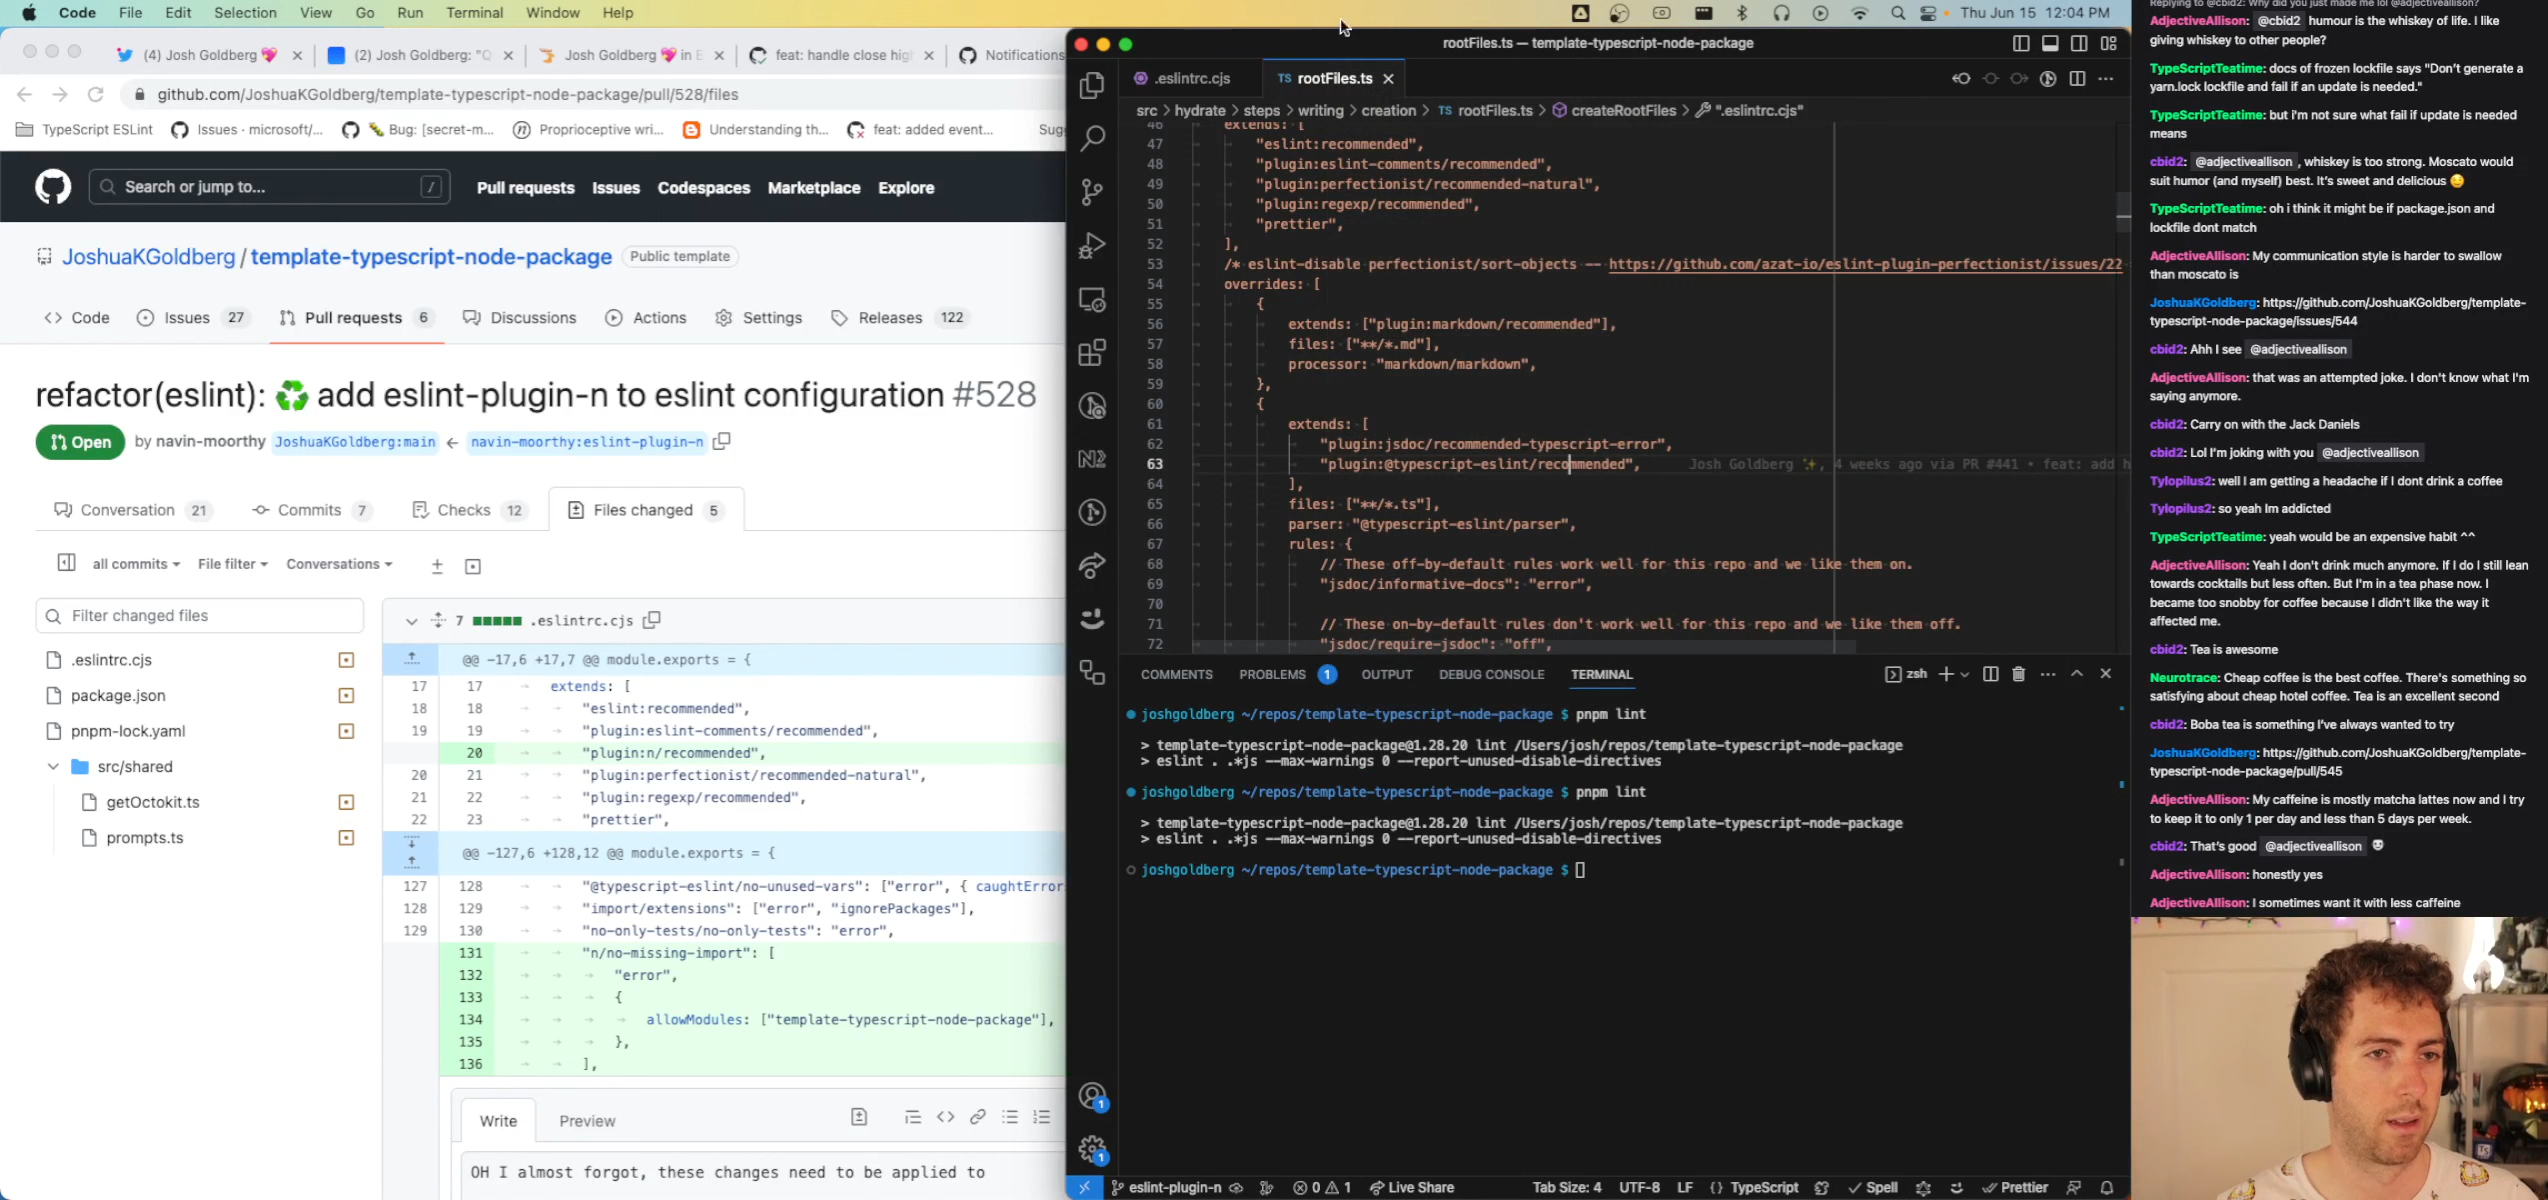 Code File Edit Selection View Go Run Terminal Window Help
Thu Jun 15 12:04 PM
(4) Josh Goldberg 💖
(2) Josh Goldberg: "Q
Josh Goldberg 💖 in E
feat: handle close hig
Notifications
github.com/JoshuaKGoldberg/template-typescript-node-package/pull/528/files
TypeScript ESLint
Issues · microsoft/...
🐛 Bug: [secret-m...
Proprioceptive wri...
Understanding th...
feat: added event...
Sug
Search or jump to... /
Pull requests Issues Codespaces Marketplace Explore
JoshuaKGoldberg / template-typescript-node-package Public template
Code Issues 27 Pull requests 6 Discussions Actions Settings Releases 122
refactor(eslint): ♻️ add eslint-plugin-n to eslint configuration #528
Open by navin-moorthy JoshuaKGoldberg:main ← navin-moorthy:eslint-plugin-n
Conversation 21 Commits 7 Checks 12 Files changed 5
all commits File filter Conversations
Filter changed files
.eslintrc.cjs
package.json
pnpm-lock.yaml
src/shared
getOctokit.ts
prompts.ts
7 .eslintrc.cjs
@@ -17,6 +17,7 @@ module.exports = {
17 17 extends: [
18 18 "eslint:recommended",
19 19 "plugin:eslint-comments/recommended",
20 "plugin:n/recommended",
20 21 "plugin:perfectionist/recommended-natural",
21 22 "plugin:regexp/recommended",
22 23 "prettier",
@@ -127,6 +128,12 @@ module.exports = {
127 128 "@typescript-eslint/no-unused-vars": ["error", { caughtError
128 129 "import/extensions": ["error", "ignorePackages"],
129 130 "no-only-tests/no-only-tests": "error",
131 "n/no-missing-import": [
132 "error",
133 {
134 allowModules: ["template-typescript-node-package"],
135 },
136 ],
Write Preview
OH I almost forgot, these changes need to be applied to
rootFiles.ts — template-typescript-node-package
.eslintrc.cjs
TS rootFiles.ts
src > hydrate > steps > writing > creation > TS rootFiles.ts > createRootFiles > ".eslintrc.cjs"
46 extends: [
47 "eslint:recommended",
48 "plugin:eslint-comments/recommended",
49 "plugin:perfectionist/recommended-natural",
50 "plugin:regexp/recommended",
51 "prettier",
52 ],
53 /* eslint-disable perfectionist/sort-objects -- https://github.com/azat-io/eslint-plugin-perfectionist/issues/22
54 overrides: [
55 {
56 extends: ["plugin:markdown/recommended"],
57 files: ["**/*.md"],
58 processor: "markdown/markdown",
59 },
60 {
61 extends: [
62 "plugin:jsdoc/recommended-typescript-error",
63 "plugin:@typescript-eslint/recommended", Josh Goldberg ✨, 4 weeks ago via PR #441 • feat: add h
64 ],
65 files: ["**/*.ts"],
66 parser: "@typescript-eslint/parser",
67 rules: {
68 // These off-by-default rules work well for this repo and we like them on.
69 "jsdoc/informative-docs": "error",
70
71 // These on-by-default rules don't work well for this repo and we like them off.
72 "jsdoc/require-jsdoc": "off",
COMMENTS PROBLEMS 1 OUTPUT DEBUG CONSOLE TERMINAL zsh
joshgoldberg ~/repos/template-typescript-node-package $ pnpm lint
> template-typescript-node-package@1.28.20 lint /Users/josh/repos/template-typescript-node-package
> eslint . .*js --max-warnings 0 --report-unused-disable-directives
joshgoldberg ~/repos/template-typescript-node-package $ pnpm lint
> template-typescript-node-package@1.28.20 lint /Users/josh/repos/template-typescript-node-package
> eslint . .*js --max-warnings 0 --report-unused-disable-directives
joshgoldberg ~/repos/template-typescript-node-package $
1
1
eslint-plugin-n 0 1 Live Share Tab Size: 4 UTF-8 LF {} TypeScript Spell Prettier
Replying to @cbid2: Why did you just made me lol @adjectiveallison?
AdjectiveAllison: @cbid2 humour is the whiskey of life. I like
giving whiskey to other people?
TypeScriptTeatime: docs of frozen lockfile says "Don't generate a
yarn.lock lockfile and fail if an update is needed."
TypeScriptTeatime: but i'm not sure what fail if update is needed
means
cbid2: @adjectiveallison, whiskey is too strong. Moscato would
suit humor (and myself) best. It's sweet and delicious 😋
TypeScriptTeatime: oh i think it might be if package.json and
lockfile dont match
AdjectiveAllison: My communication style is harder to swallow
than moscato is
JoshuaKGoldberg: https://github.com/JoshuaKGoldberg/template-
typescript-node-package/issues/544
cbid2: Ahh I see @adjectiveallison
AdjectiveAllison: that was an attempted joke. I don't know what I'm
saying anymore.
cbid2: Carry on with the Jack Daniels
cbid2: Lol I'm joking with you @adjectiveallison
Tylopilus2: well I am getting a headache if I dont drink a coffee
Tylopilus2: so yeah Im addicted
TypeScriptTeatime: yeah would be an expensive habit ^^
AdjectiveAllison: Yeah I don't drink much anymore. If I do I still lean
towards cocktails but less often. But I'm in a tea phase now. I
became too snobby for coffee because I didn't like the way it
affected me.
cbid2: Tea is awesome
Neurotrace: Cheap coffee is the best coffee. There's something so
satisfying about cheap hotel coffee. Tea is an excellent second
cbid2: Boba tea is something I've always wanted to try
JoshuaKGoldberg: https://github.com/JoshuaKGoldberg/template-
typescript-node-package/pull/545
AdjectiveAllison: My caffeine is mostly matcha lattes now and I try
to keep it to only 1 per day and less than 5 days per week.
cbid2: That's good @adjectiveallison
AdjectiveAllison: honestly yes
AdjectiveAllison: I sometimes want it with less caffeine